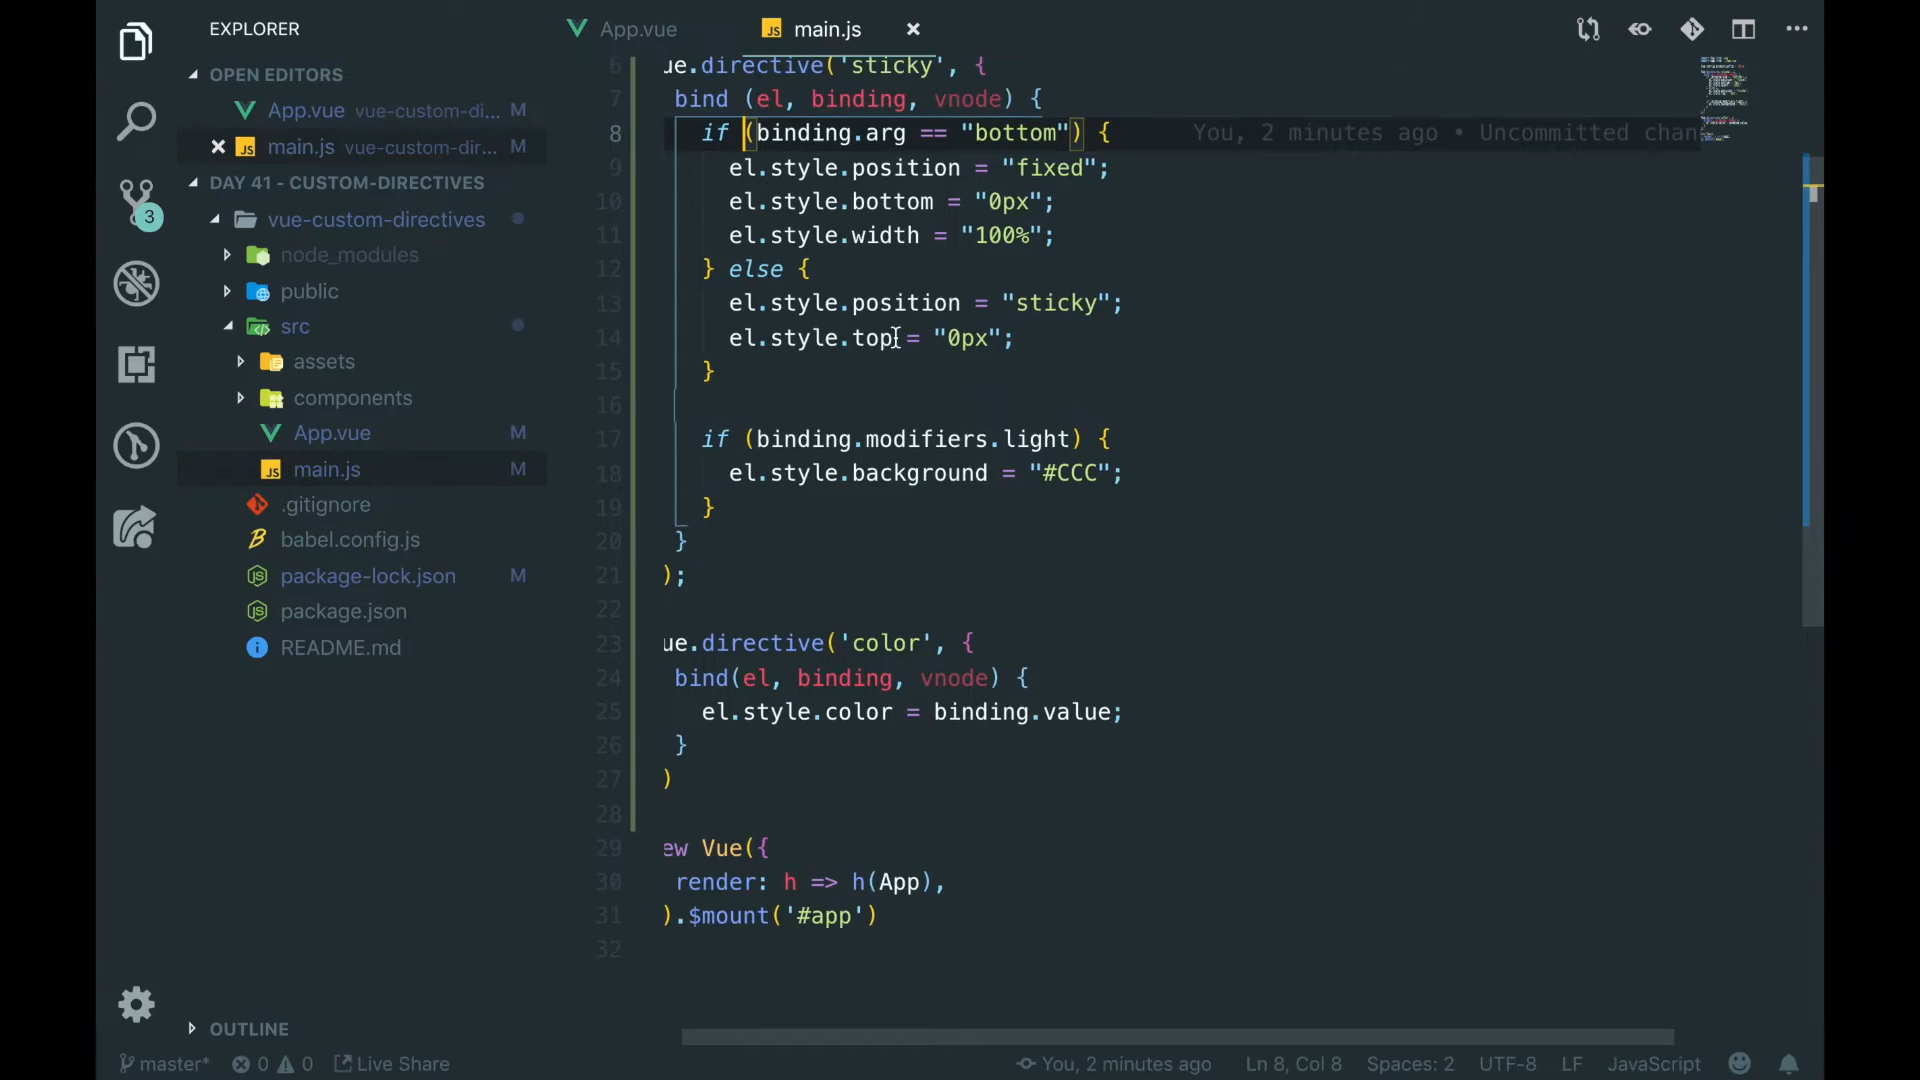 EXPLORER
OPEN EDITORS
App.vue vue-custom-di... M
main.js vue-custom-dir... M
DAY 41 - CUSTOM-DIRECTIVES
vue-custom-directives
node_modules
public
src
assets
components
App.vue M
main.js M
.gitignore
babel.config.js
package-lock.json M
package.json
README.md
OUTLINE
3
App.vue
main.js
6 ue.directive('sticky', {
7 bind (el, binding, vnode) {
8 if (binding.arg == "bottom") { You, 2 minutes ago • Uncommitted chan
9 el.style.position = "fixed";
10 el.style.bottom = "0px";
11 el.style.width = "100%";
12 } else {
13 el.style.position = "sticky";
14 el.style.top = "0px";
15 }
16
17 if (binding.modifiers.light) {
18 el.style.background = "#CCC";
19 }
20 }
21 );
22
23 ue.directive('color', {
24 bind(el, binding, vnode) {
25 el.style.color = binding.value;
26 }
27 )
28
29 ew Vue({
30 render: h => h(App),
31 ).$mount('#app')
32
master* 0 0 Live Share You, 2 minutes ago Ln 8, Col 8 Spaces: 2 UTF-8 LF JavaScript